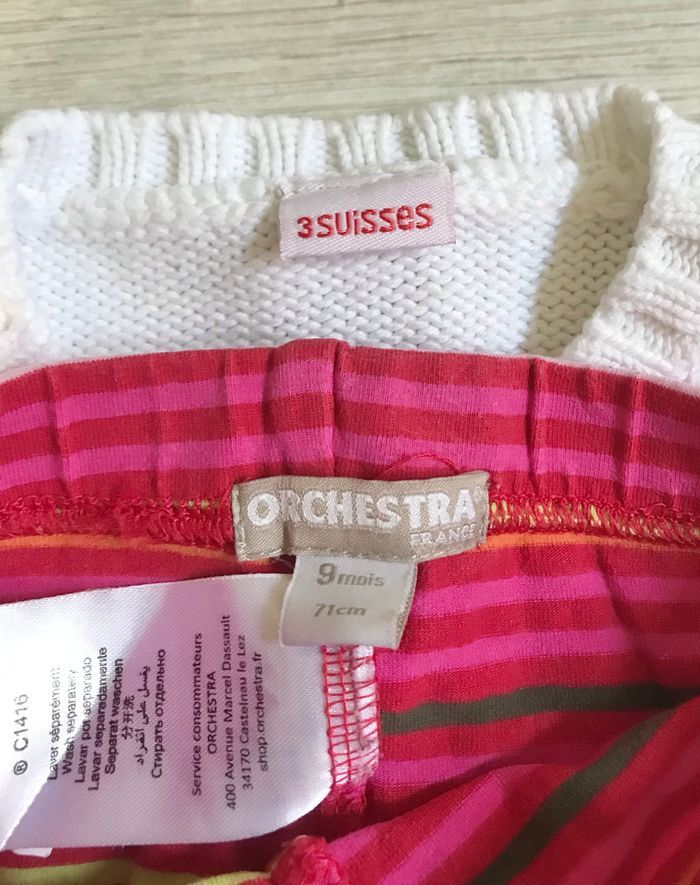 3SUiSSES
ORCHESTRA
FRANCE
9mois
71cm
® C1416
Laver séparément
Wash separately
Lavar por separado
Lavar separadamente
Separat waschen
分开洗
يغسل على انفراد
Стирать отдельно
Service consommateurs
ORCHESTRA
400 Avenue Marcel Dassault
34170 Castelnau le Lez
shop.orchestra.fr